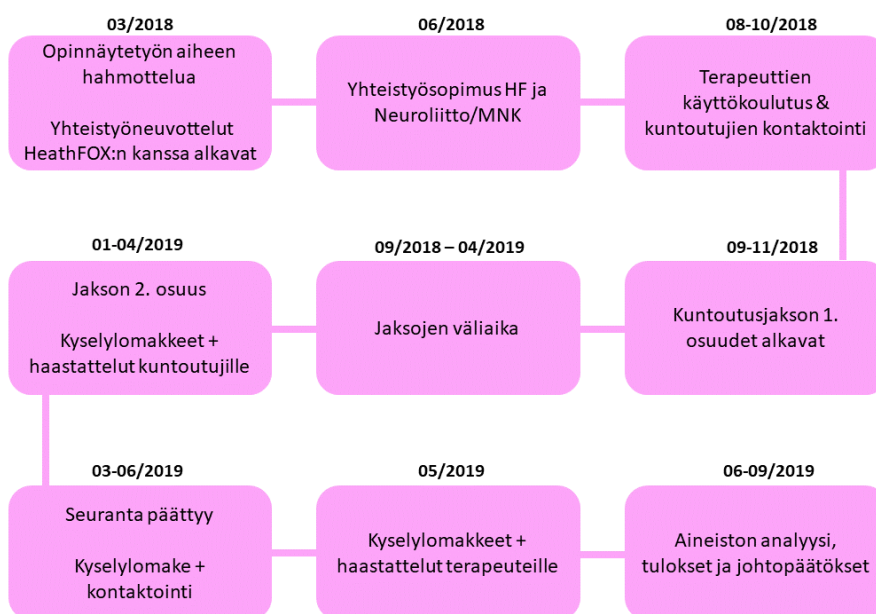 03/2018
Opinnäytetyön aiheen
hahmottelua
Yhteistyöneuvottelut
HeathFOX:n kanssa alkavat
06/2018
Yhteistyösopimus HF ja
Neuroliitto/MNK
08-10/2018
Terapeuttien
käyttökoulutus &
kuntoutujien kontaktointi
09-11/2018
Kuntoutusjakson 1.
osuudet alkavat
09/2018 – 04/2019
Jaksojen väliaika
01-04/2019
Jakson 2. osuus
Kyselylomakkeet +
haastattelut kuntoutujille
03-06/2019
Seuranta päättyy
Kyselylomake +
kontaktointi
05/2019
Kyselylomakkeet +
haastattelut terapeuteille
06-09/2019
Aineiston analyysi,
tulokset ja johtopäätökset